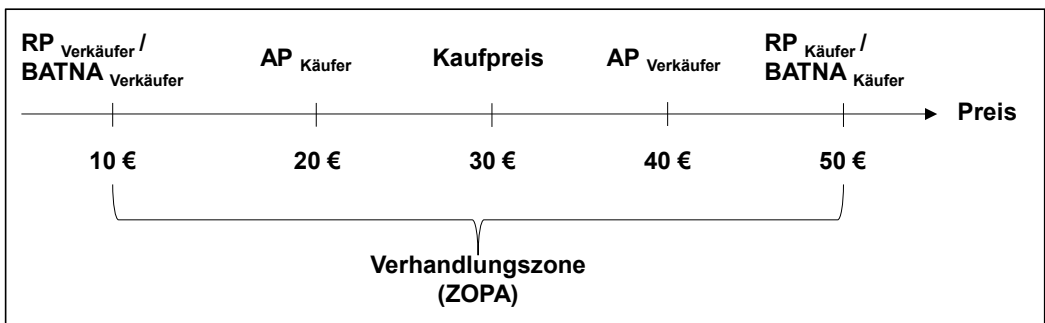 RP Verkäufer /
BATNA Verkäufer
AP Käufer
Kaufpreis
AP Verkäufer
RP Käufer /
BATNA Käufer
Preis
10 €
20 €
30 €
40 €
50 €
Verhandlungszone
(ZOPA)